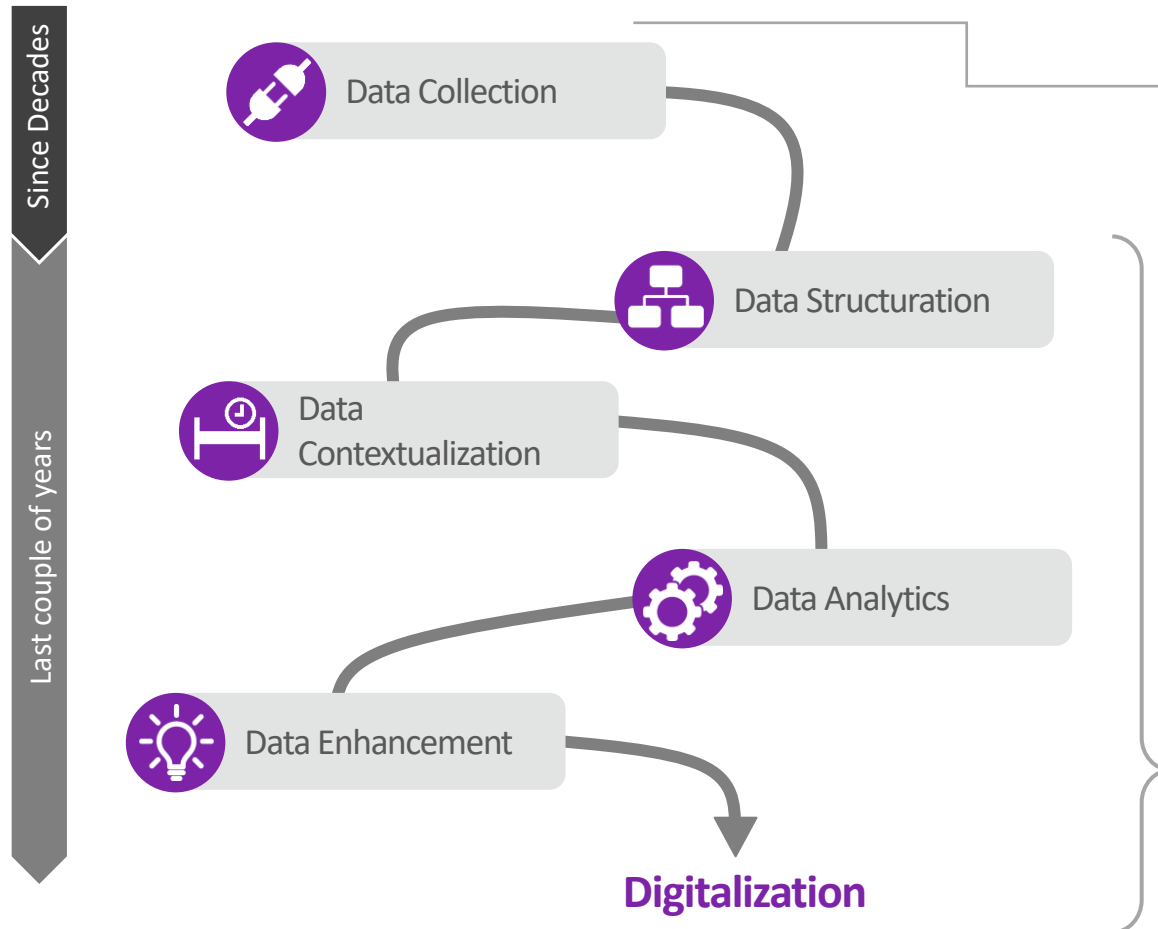 Since Decades
Data Collection
Data Structuration
Data
Contextualization
Last couple of years
Data Analytics
Data Enhancement
Digitalization